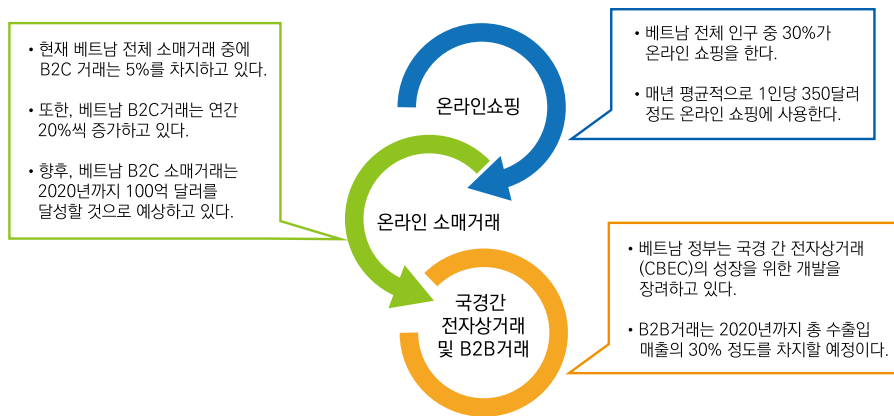 • 현재 베트남 전체 소매거래 중에
B2C 거래는 5%를 차지하고 있다.
• 또한, 베트남 B2C거래는 연간
20%씩 증가하고 있다.
• 향후, 베트남 B2C 소매거래는
2020년까지 100억 달러를
달성할 것으로 예상하고 있다.
온라인쇼핑
• 베트남 전체 인구 중 30%가
온라인 쇼핑을 한다.
• 매년 평균적으로 1인당 350달러
정도 온라인 쇼핑에 사용한다.
온라인 소매거래
국경간
전자상거래
및 B2B거래
• 베트남 정부는 국경 간 전자상거래
(CBEC)의 성장을 위한 개발을
장려하고 있다.
• B2B거래는 2020년까지 총 수출입
매출의 30% 정도를 차지할 예정이다.